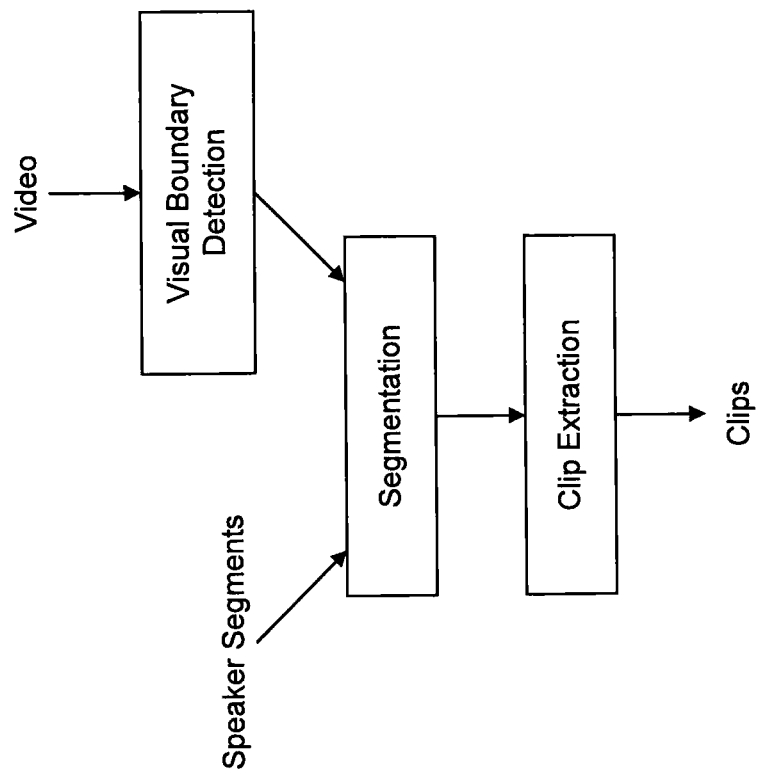 Video
Visual Boundary
Detection
Speaker Segments
Segmentation
Clip Extraction
Clips